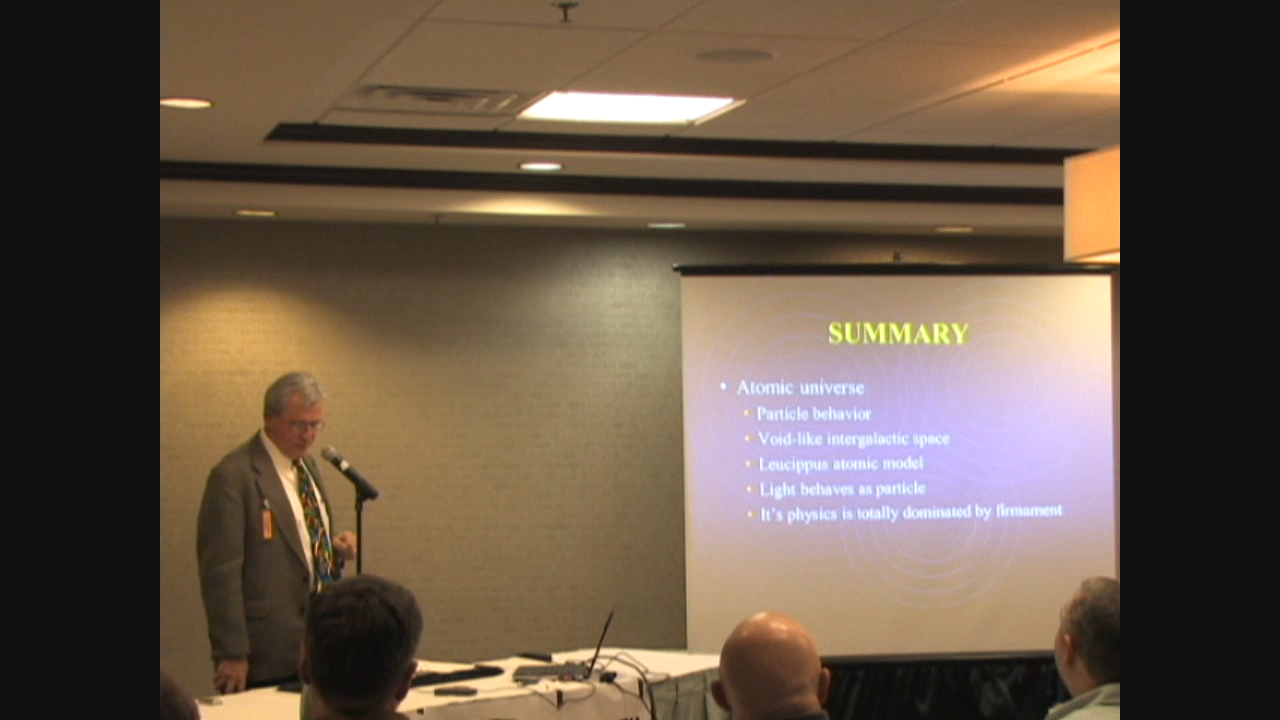 SUMMARY
• Atomic universe
• Particle behavior
• Void-like intergalactic space
• Leucippus atomic model
• Light behaves as particle
• It's physics is totally dominated by firmament